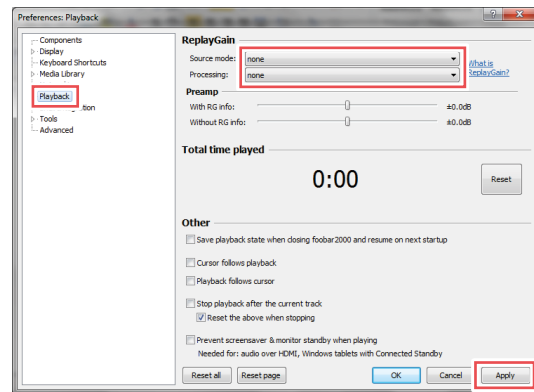 Preferences: Playback
Components
Display
Keyboard Shortcuts
Media Library
Playback
Tools
Advanced
ReplayGain
Source mode: none
Processing: none
What is
ReplayGain?
Preamp
With RG info: ±0.0dB
Without RG info: ±0.0dB
Total time played
0:00
Reset
Other
Save playback state when closing foobar2000 and resume on next startup
Cursor follows playback
Playback follows cursor
Stop playback after the current track
Reset the above when stopping
Prevent screensaver & monitor standby when playing
Needed for: audio over HDMI, Windows tablets with Connected Standby
Reset all Reset page OK Cancel Apply